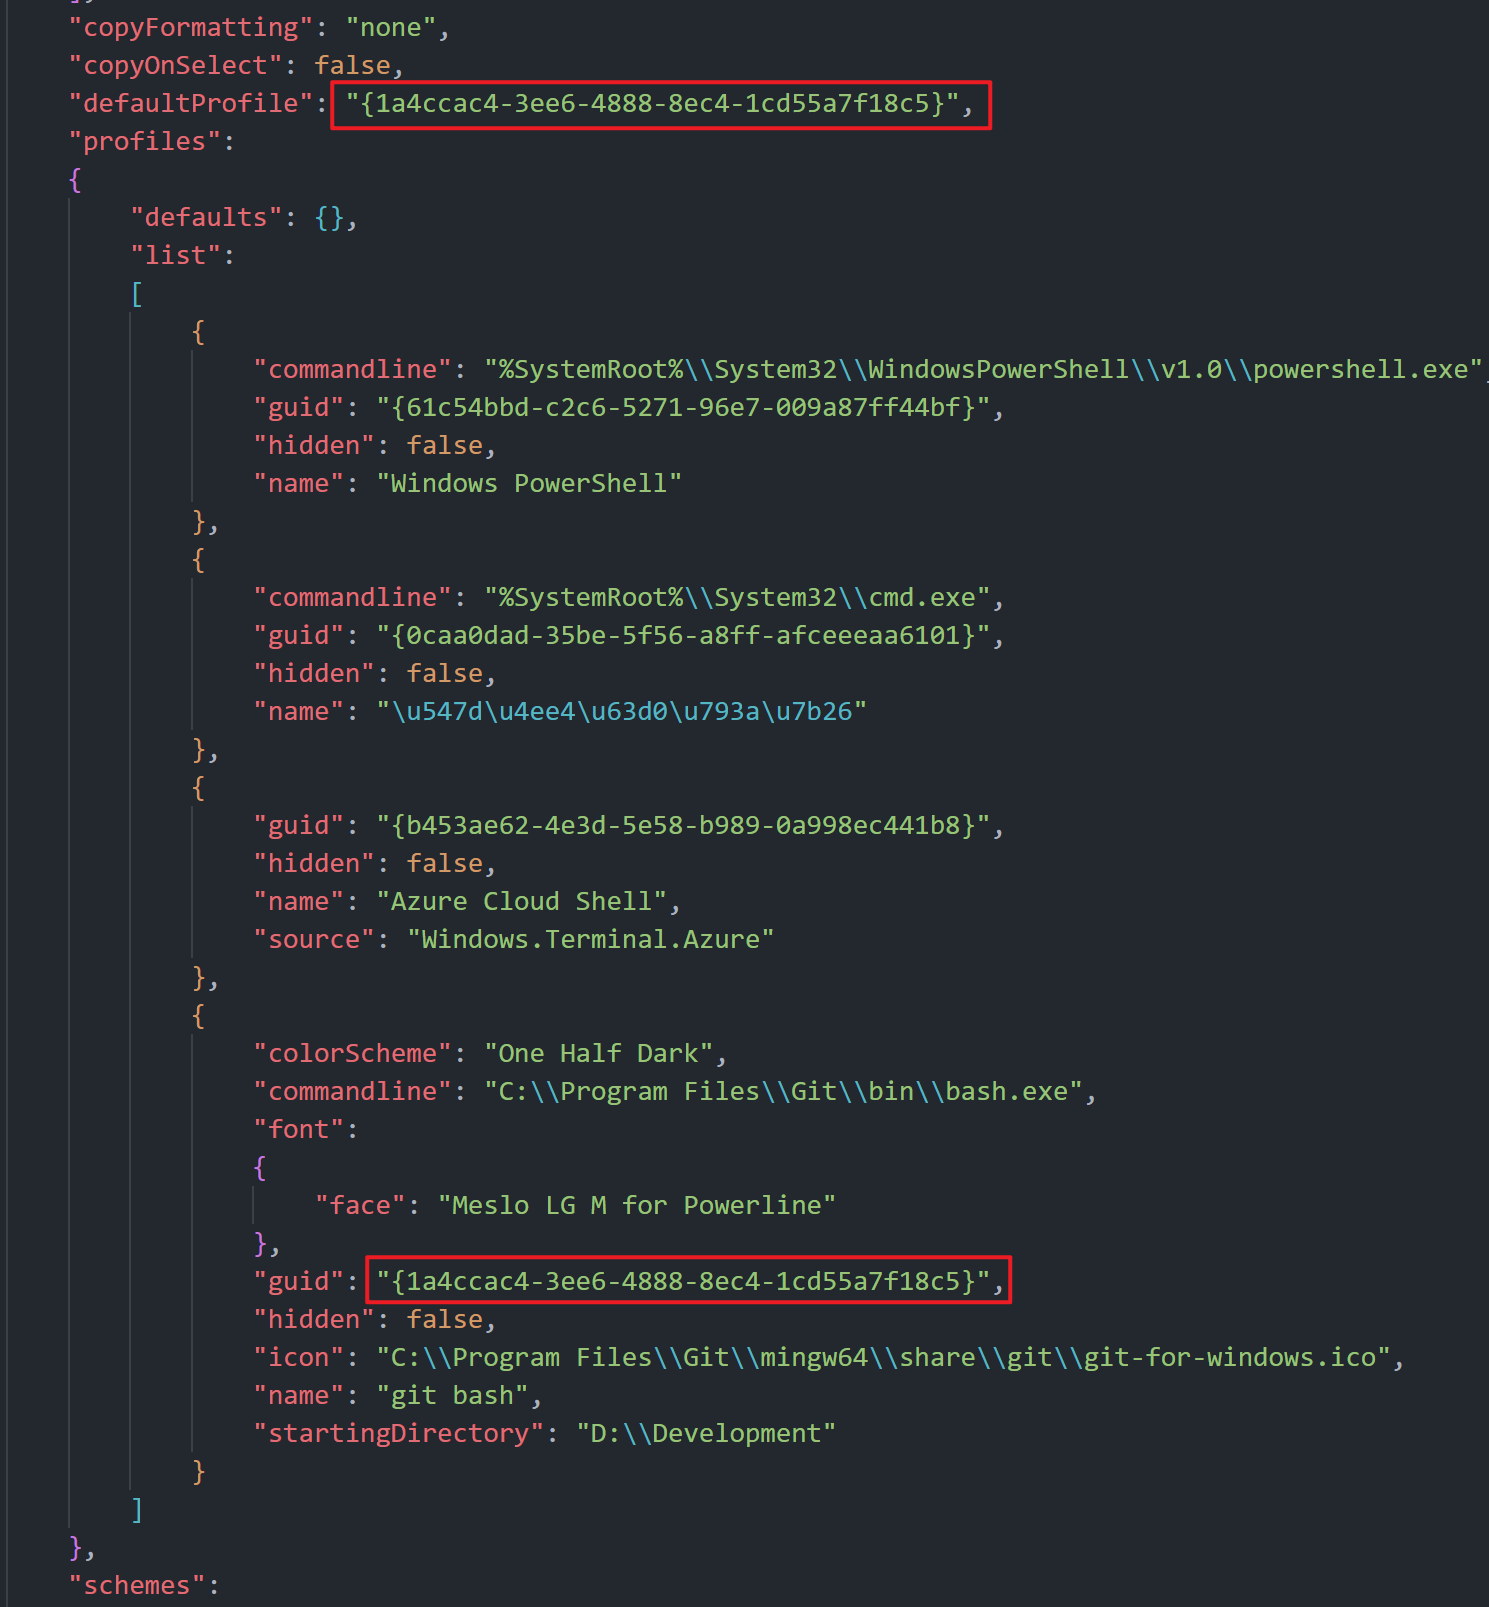 ],
"copyFormatting": "none",
"copyOnSelect": false,
"defaultProfile": "{1a4ccac4-3ee6-4888-8ec4-1cd55a7f18c5}",
"profiles":
{
"defaults": {},
"list":
[
{
"commandline": "%SystemRoot%\\System32\\WindowsPowerShell\\v1.0\\powershell.exe",
"guid": "{61c54bbd-c2c6-5271-96e7-009a87ff44bf}",
"hidden": false,
"name": "Windows PowerShell"
},
{
"commandline": "%SystemRoot%\\System32\\cmd.exe",
"guid": "{0caa0dad-35be-5f56-a8ff-afceeeaa6101}",
"hidden": false,
"name": "\u547d\u4ee4\u63d0\u793a\u7b26"
},
{
"guid": "{b453ae62-4e3d-5e58-b989-0a998ec441b8}",
"hidden": false,
"name": "Azure Cloud Shell",
"source": "Windows.Terminal.Azure"
},
{
"colorScheme": "One Half Dark",
"commandline": "C:\\Program Files\\Git\\bin\\bash.exe",
"font":
{
"face": "Meslo LG M for Powerline"
},
"guid": "{1a4ccac4-3ee6-4888-8ec4-1cd55a7f18c5}",
"hidden": false,
"icon": "C:\\Program Files\\Git\\mingw64\\share\\git\\git-for-windows.ico",
"name": "git bash",
"startingDirectory": "D:\\Development"
}
]
},
"schemes":